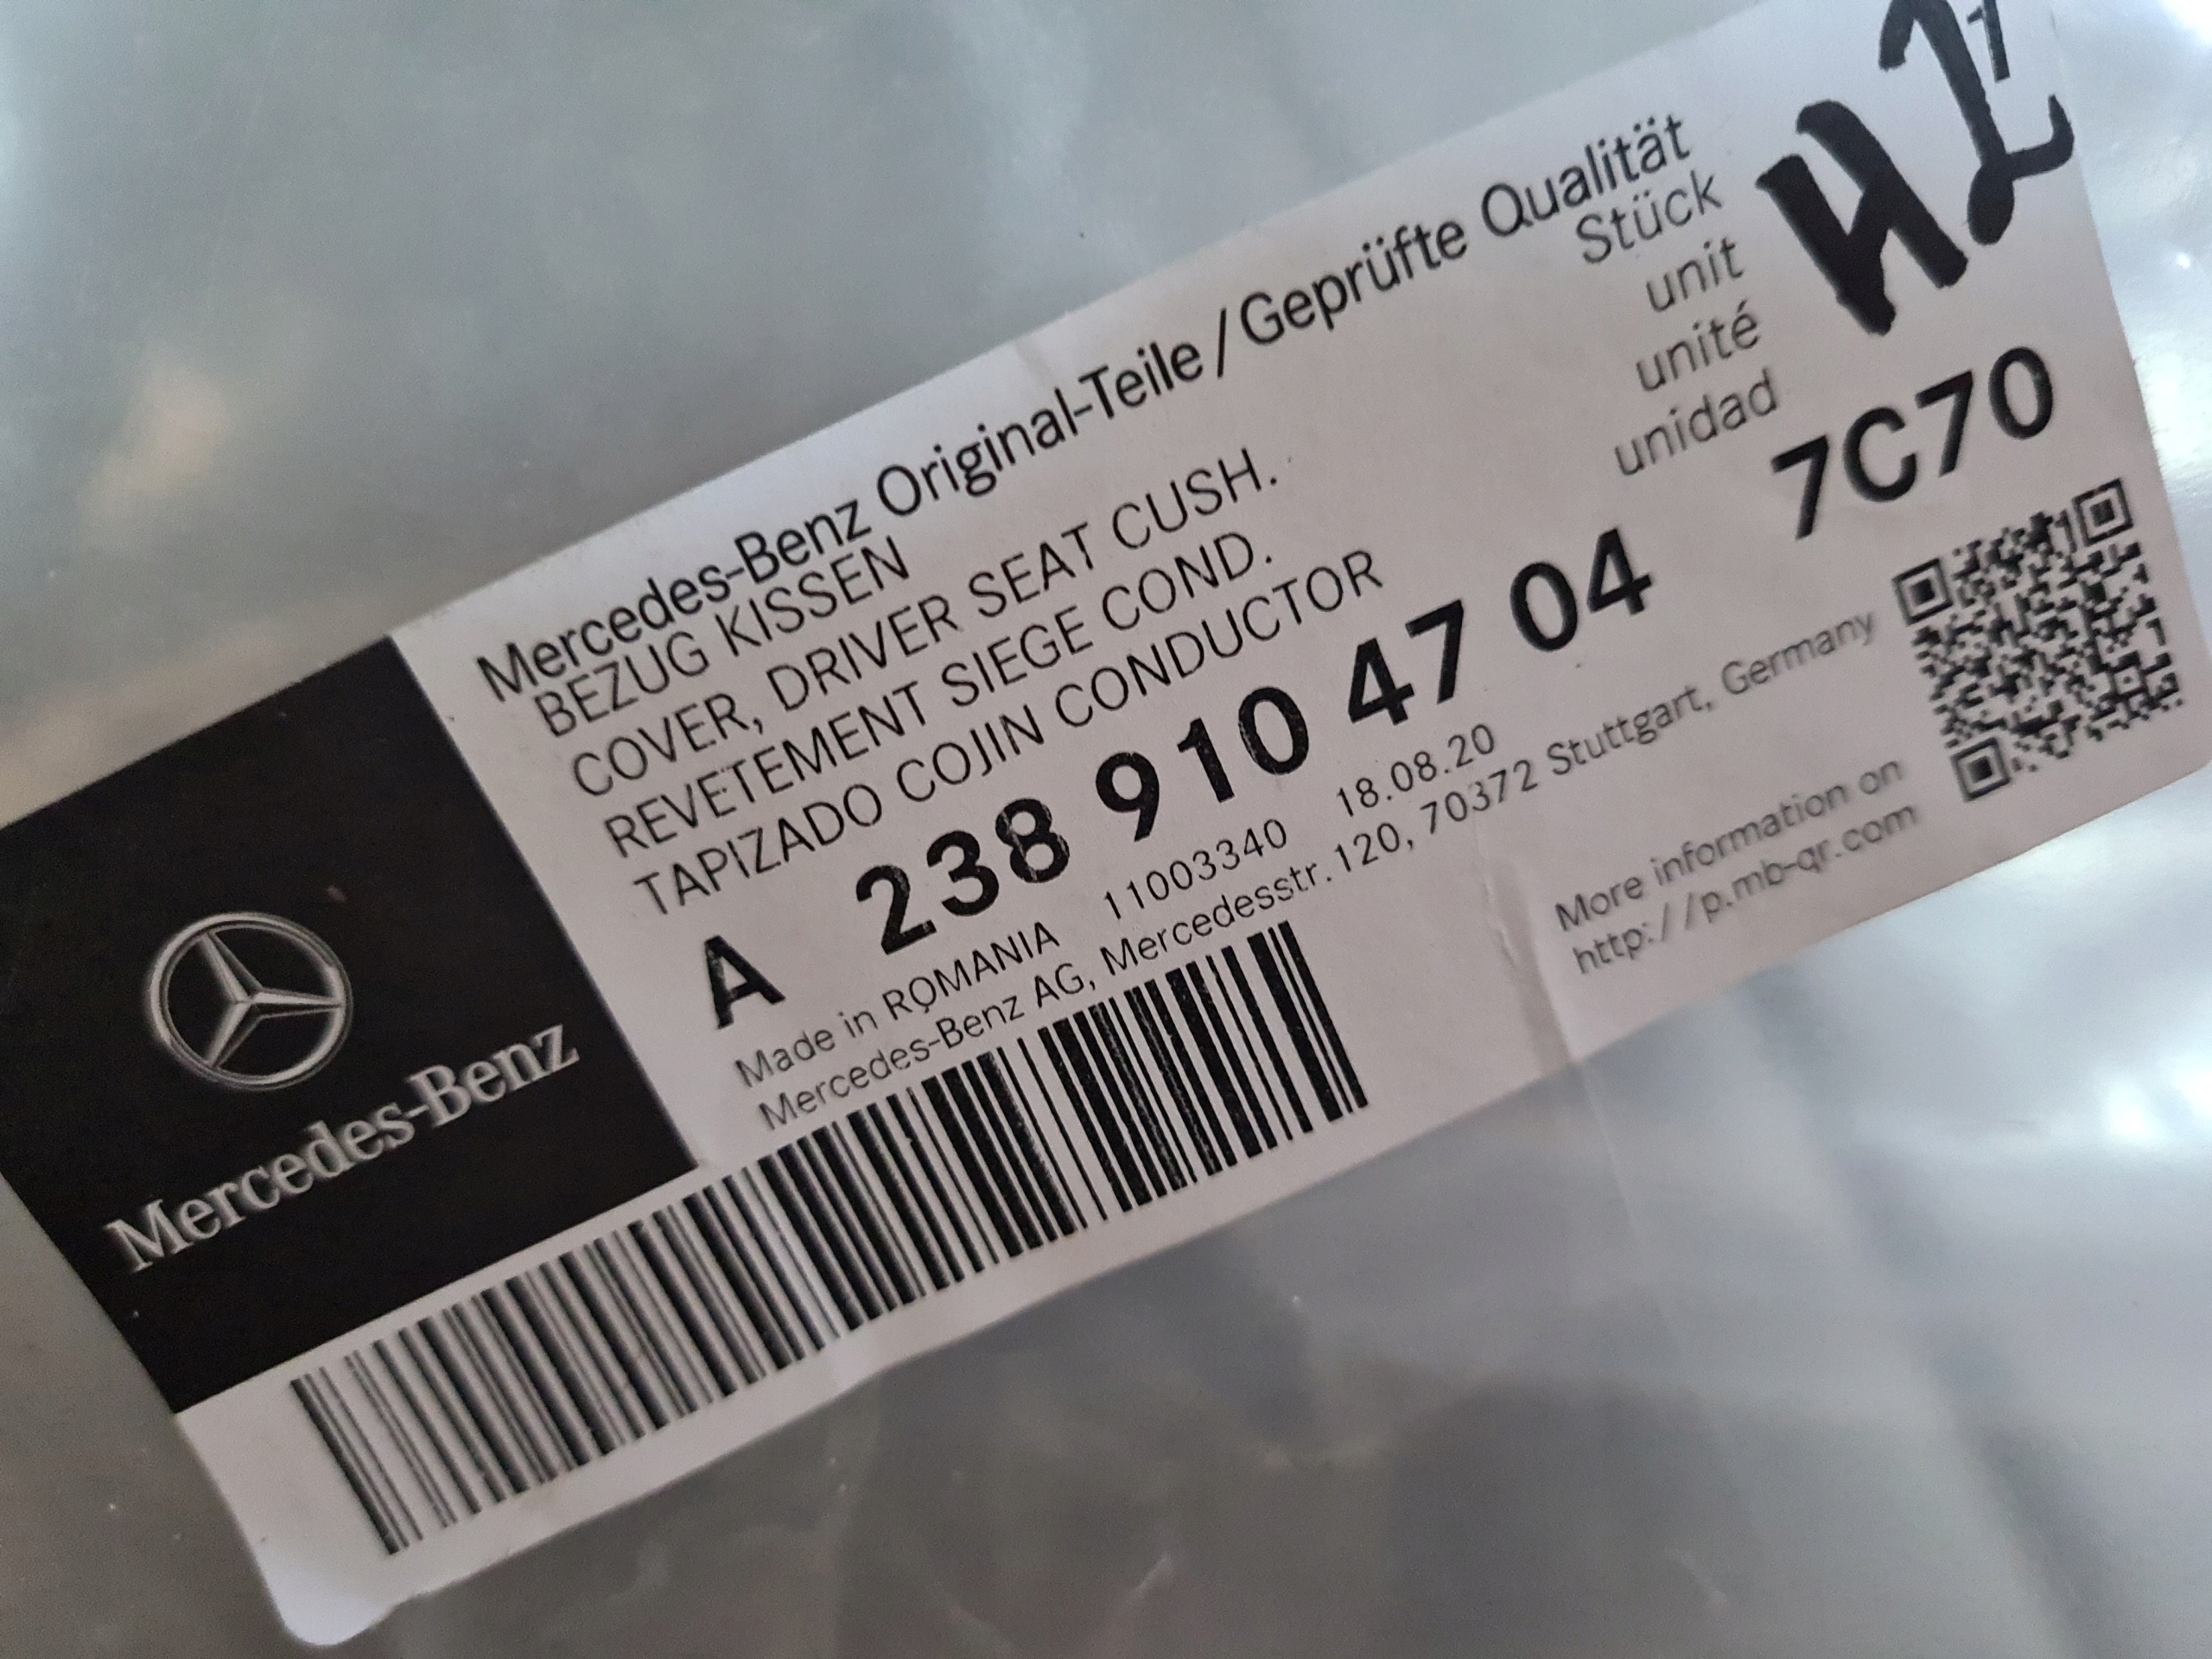 Mercedes-Benz Original-Teile/Geprüfte Qualität
BEZUG KISSEN
COVER, DRIVER SEAT CUSH.
REVETEMENT SIEGE COND.
TAPIZADO COJIN CONDUCTOR
Stück 1
unit
unité
unidad
A 238 910 47 04 7C70
Made in ROMANIA 11003340 18.08.20
Mercedes-Benz AG, Mercedesstr.120, 70372 Stuttgart, Germany
More information on
http://p.mb-qr.com
Mercedes-Benz